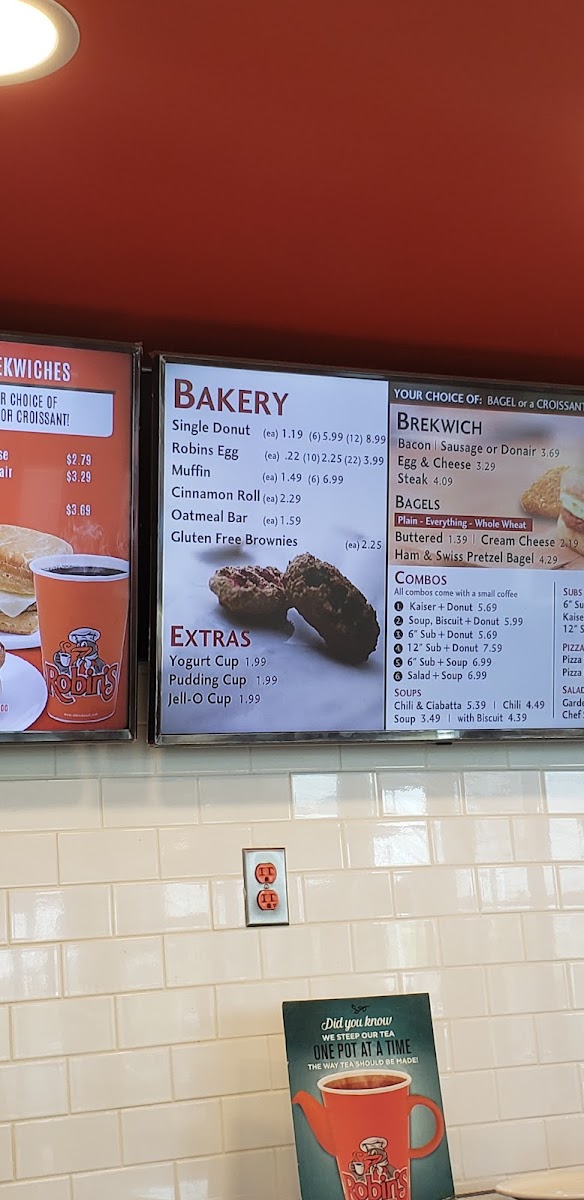 EKWICHES
R CHOICE OF
OR CROISSANT!
se $2.79
air $3.29
$3.69
Robin's
BAKERY
Single Donut (ea) 1.19 (6) 5.99 (12) 8.99
Robins Egg (ea) .22 (10) 2.25 (22) 3.99
Muffin (ea) 1.49 (6) 6.99
Cinnamon Roll (ea) 2.29
Oatmeal Bar (ea) 1.59
Gluten Free Brownies (ea) 2.25
EXTRAS
Yogurt Cup 1.99
Pudding Cup 1.99
Jell-O Cup 1.99
YOUR CHOICE OF: BAGEL or a CROISSANT
BREKWICH
Bacon | Sausage or Donair 3.69
Egg & Cheese 3.29
Steak 4.09
BAGELS
Plain - Everything - Whole Wheat
Buttered 1.39 | Cream Cheese 2.19
Ham & Swiss Pretzel Bagel 4.29
COMBOS
All combos come with a small coffee
1 Kaiser + Donut 5.69
2 Soup, Biscuit + Donut 5.99
3 6" Sub + Donut 5.69
4 12" Sub + Donut 7.59
5 6" Sub + Soup 6.99
6 Salad + Soup 6.99
SOUPS
Chili & Ciabatta 5.39 | Chili 4.49
Soup 3.49 | with Biscuit 4.39
SUBS
6" Su
Kaise
12" S
PIZZA
Pizza
Pizza
SALAD
Garde
Chef
Did you know
WE STEEP OUR TEA
ONE POT AT A TIME
THE WAY TEA SHOULD BE MADE!
Robin's